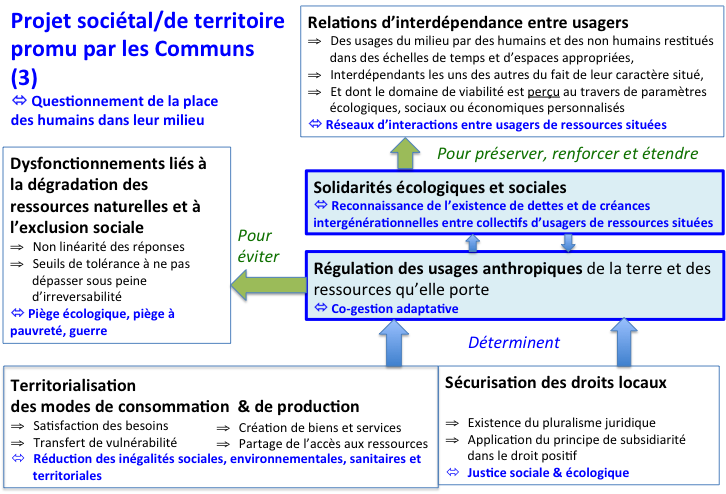 Projet sociétal/de territoire
promu par les Communs
(3)
⬄ Questionnement de la place
des humains dans leur milieu
Relations d'interdépendance entre usagers
⇒ Des usages du milieu par des humains et des non humains restitués
dans des échelles de temps et d'espaces appropriées,
⇒ Interdépendants les uns des autres du fait de leur caractère situé,
⇒ Et dont le domaine de viabilité est perçu au travers de paramètres
écologiques, sociaux ou économiques personnalisés
⬄ Réseaux d'interactions entre usagers de ressources situées
Pour préserver, renforcer et étendre
Dysfonctionnements liés à
la dégradation des
ressources naturelles et à
l'exclusion sociale
⇒ Non linéarité des réponses
⇒ Seuils de tolérance à ne pas
dépasser sous peine
d'irreversabilité
⬄ Piège écologique, piège à
pauvreté, guerre
Pour
éviter
Solidarités écologiques et sociales
⬄ Reconnaissance de l'existence de dettes et de créances
intergénérationnelles entre collectifs d'usagers de ressources situées
Régulation des usages anthropiques de la terre et des
ressources qu'elle porte
⬄ Co-gestion adaptative
Déterminent
Territorialisation
des modes de consommation & de production
⇒ Satisfaction des besoins
⇒ Transfert de vulnérabilité
⇒ Création de biens et services
⇒ Partage de l'accès aux ressources
⬄ Réduction des inégalités sociales, environnementales, sanitaires et
territoriales
Sécurisation des droits locaux
⇒ Existence du pluralisme juridique
⇒ Application du principe de subsidiarité
dans le droit positif
⬄ Justice sociale & écologique